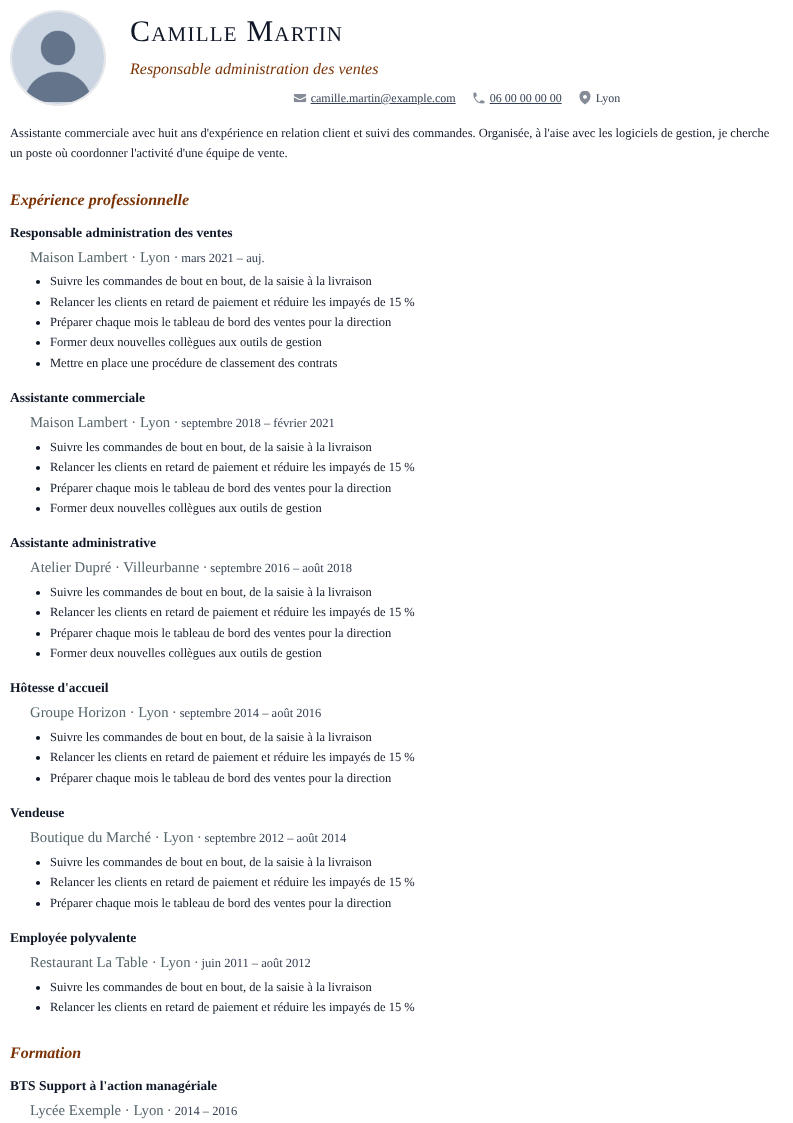 Camille Martin
Responsable administration des ventes
camille.martin@example.com 06 00 00 00 00 Lyon
Assistante commerciale avec huit ans d'expérience en relation client et suivi des commandes. Organisée, à l'aise avec les logiciels de gestion, je cherche
un poste où coordonner l'activité d'une équipe de vente.
Expérience professionnelle
Responsable administration des ventes
Maison Lambert · Lyon · mars 2021 – auj.
• Suivre les commandes de bout en bout, de la saisie à la livraison
• Relancer les clients en retard de paiement et réduire les impayés de 15 %
• Préparer chaque mois le tableau de bord des ventes pour la direction
• Former deux nouvelles collègues aux outils de gestion
• Mettre en place une procédure de classement des contrats
Assistante commerciale
Maison Lambert · Lyon · septembre 2018 – février 2021
• Suivre les commandes de bout en bout, de la saisie à la livraison
• Relancer les clients en retard de paiement et réduire les impayés de 15 %
• Préparer chaque mois le tableau de bord des ventes pour la direction
• Former deux nouvelles collègues aux outils de gestion
Assistante administrative
Atelier Dupré · Villeurbanne · septembre 2016 – août 2018
• Suivre les commandes de bout en bout, de la saisie à la livraison
• Relancer les clients en retard de paiement et réduire les impayés de 15 %
• Préparer chaque mois le tableau de bord des ventes pour la direction
• Former deux nouvelles collègues aux outils de gestion
Hôtesse d'accueil
Groupe Horizon · Lyon · septembre 2014 – août 2016
• Suivre les commandes de bout en bout, de la saisie à la livraison
• Relancer les clients en retard de paiement et réduire les impayés de 15 %
• Préparer chaque mois le tableau de bord des ventes pour la direction
Vendeuse
Boutique du Marché · Lyon · septembre 2012 – août 2014
• Suivre les commandes de bout en bout, de la saisie à la livraison
• Relancer les clients en retard de paiement et réduire les impayés de 15 %
• Préparer chaque mois le tableau de bord des ventes pour la direction
Employée polyvalente
Restaurant La Table · Lyon · juin 2011 – août 2012
• Suivre les commandes de bout en bout, de la saisie à la livraison
• Relancer les clients en retard de paiement et réduire les impayés de 15 %
Formation
BTS Support à l'action managériale
Lycée Exemple · Lyon · 2014 – 2016